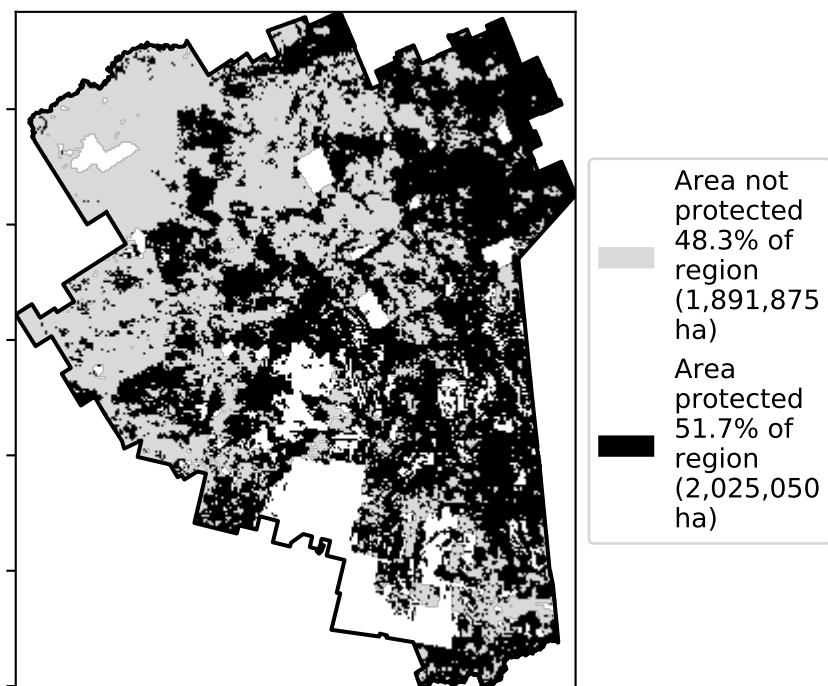 Area not
protected
48.3% of
region
(1,891,875
ha)
Area
protected
51.7% of
region
(2,025,050
ha)